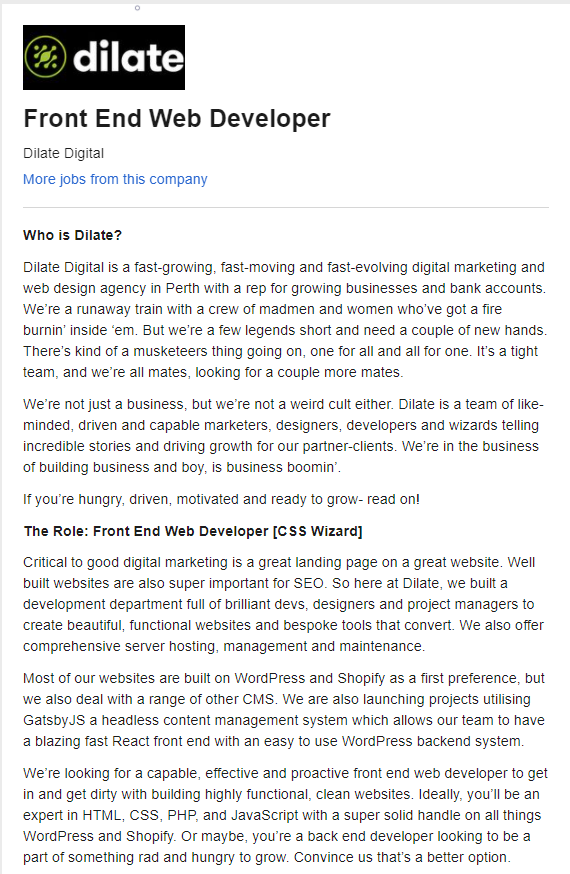 dilate
Front End Web Developer
Dilate Digital
More jobs from this company
Who is Dilate?
Dilate Digital is a fast-growing, fast-moving and fast-evolving digital marketing and
web design agency in Perth with a rep for growing businesses and bank accounts.
We’re a runaway train with a crew of madmen and women who’ve got a fire
burnin’ inside ‘em. But we’re a few legends short and need a couple of new hands.
There’s kind of a musketeers thing going on, one for all and all for one. It’s a tight
team, and we’re all mates, looking for a couple more mates.
We’re not just a business, but we’re not a weird cult either. Dilate is a team of like-
minded, driven and capable marketers, designers, developers and wizards telling
incredible stories and driving growth for our partner-clients. We’re in the business
of building business and boy, is business boomin’.
If you’re hungry, driven, motivated and ready to grow- read on!
The Role: Front End Web Developer [CSS Wizard]
Critical to good digital marketing is a great landing page on a great website. Well
built websites are also super important for SEO. So here at Dilate, we built a
development department full of brilliant devs, designers and project managers to
create beautiful, functional websites and bespoke tools that convert. We also offer
comprehensive server hosting, management and maintenance.
Most of our websites are built on WordPress and Shopify as a first preference, but
we also deal with a range of other CMS. We are also launching projects utilising
GatsbyJS a headless content management system which allows our team to have
a blazing fast React front end with an easy to use WordPress backend system.
We’re looking for a capable, effective and proactive front end web developer to get
in and get dirty with building highly functional, clean websites. Ideally, you’ll be an
expert in HTML, CSS, PHP, and JavaScript with a super solid handle on all things
WordPress and Shopify. Or maybe, you’re a back end developer looking to be a
part of something rad and hungry to grow. Convince us that’s a better option.